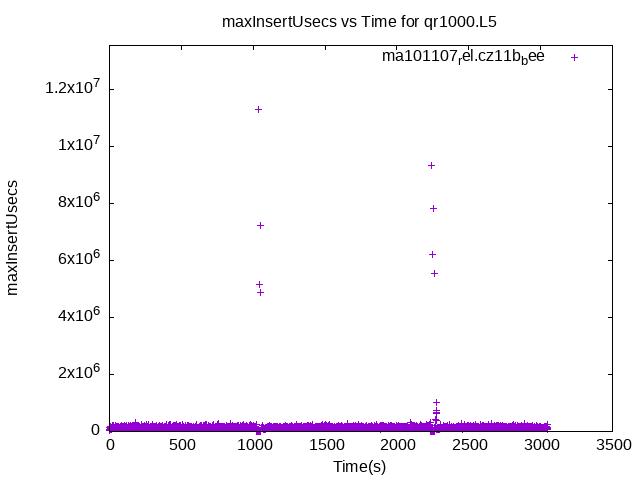 maxInsertUsecs vs Time for qr1000.L5
ma101107rel.cz11bbee
1.2x10^7
1x10^7
8x10^6
6x10^6
4x10^6
2x10^6
0
maxInsertUsecs
0 500 1000 1500 2000 2500 3000 3500
Time(s)